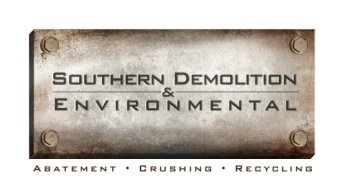 Southern Demolition
&
Environmental
Abatement • Crushing • Recycling